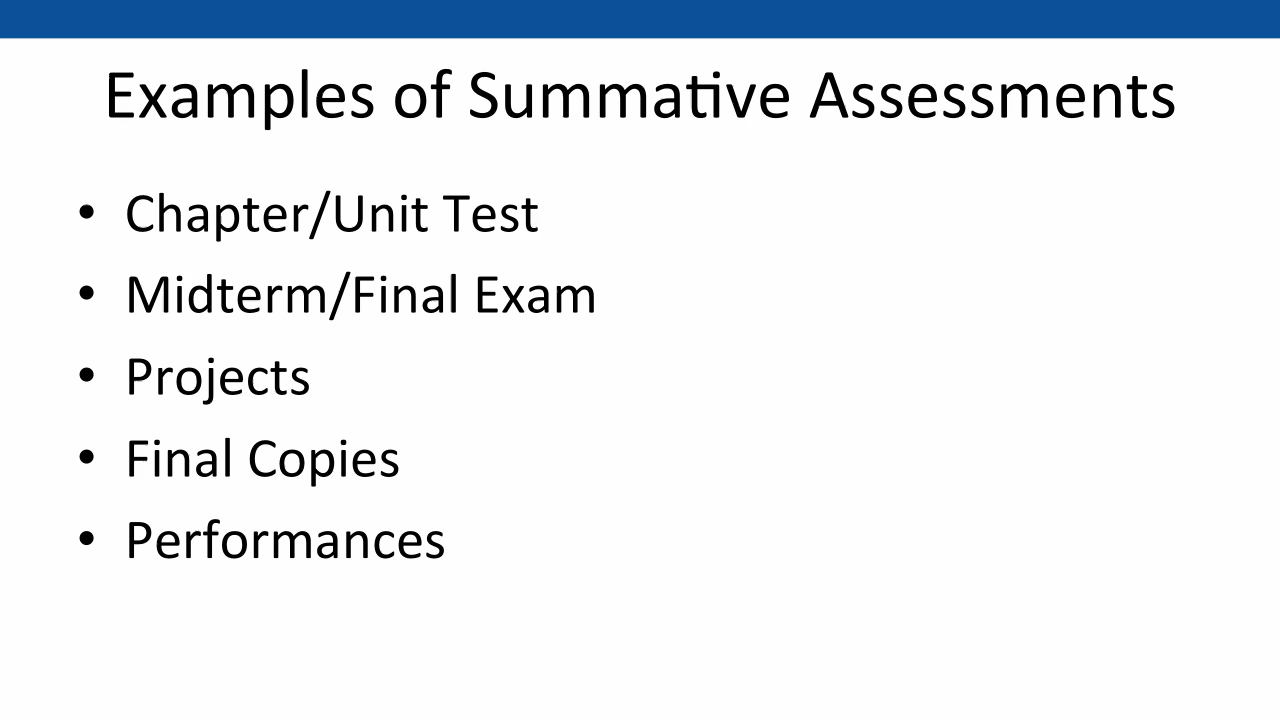 Examples of Summative Assessments
• Chapter/Unit Test
• Midterm/Final Exam
• Projects
• Final Copies
• Performances